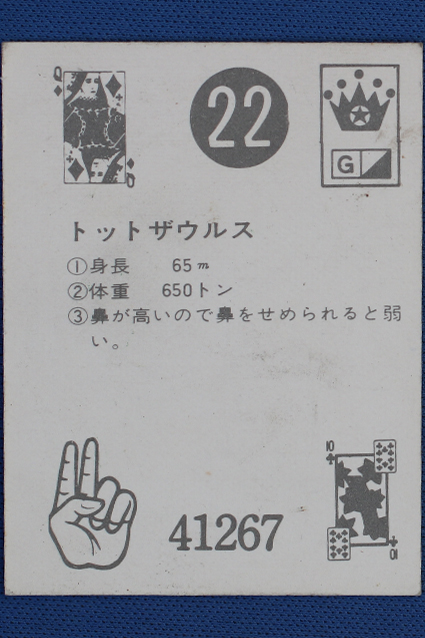 Q
22
G
Q
トットザウルス
①身長 65m
②体重 650トン
③鼻が高いので鼻をせめられると弱
い。
10
41267
10